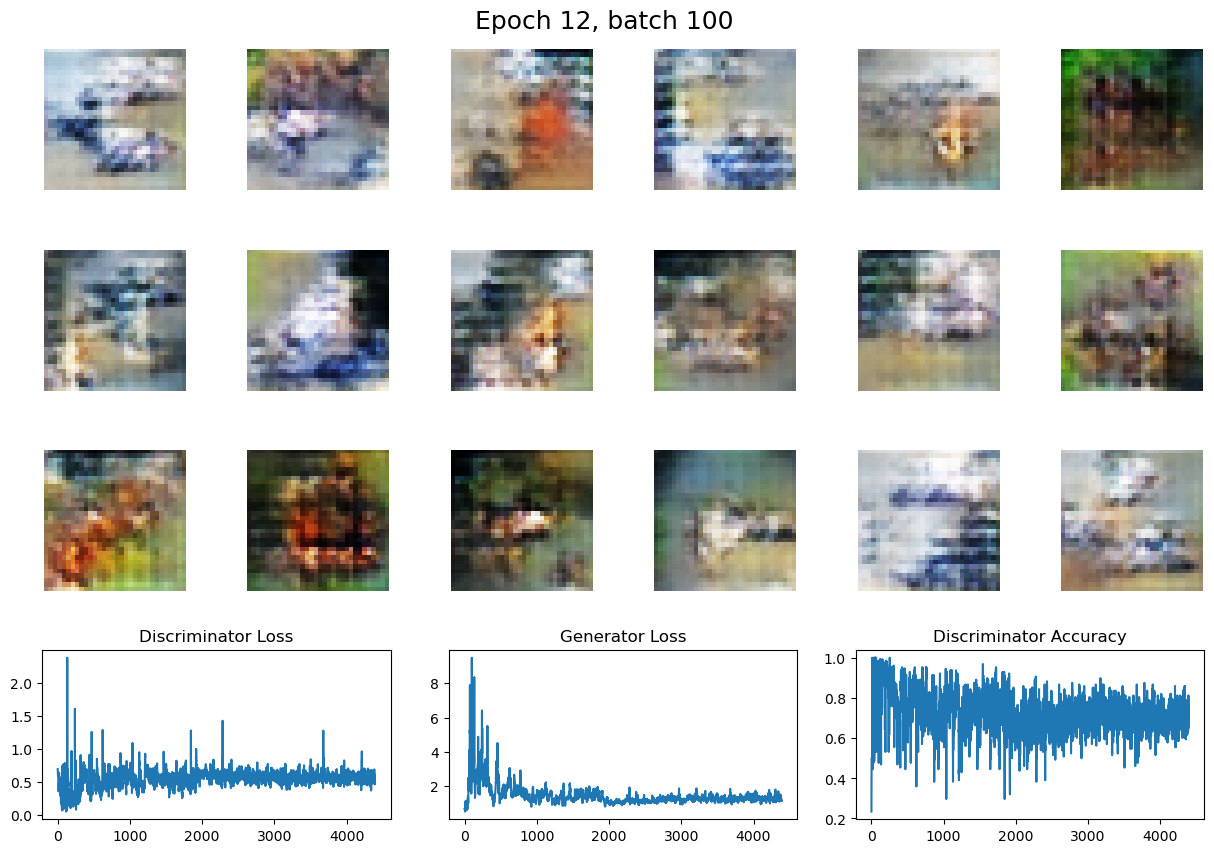 Epoch 12, batch 100
Discriminator Loss
2.0
1.5
1.0
0.5
0.0
0 1000 2000 3000 4000
Generator Loss
8
6
4
2
0 1000 2000 3000 4000
Discriminator Accuracy
1.0
0.8
0.6
0.4
0.2
0 1000 2000 3000 4000